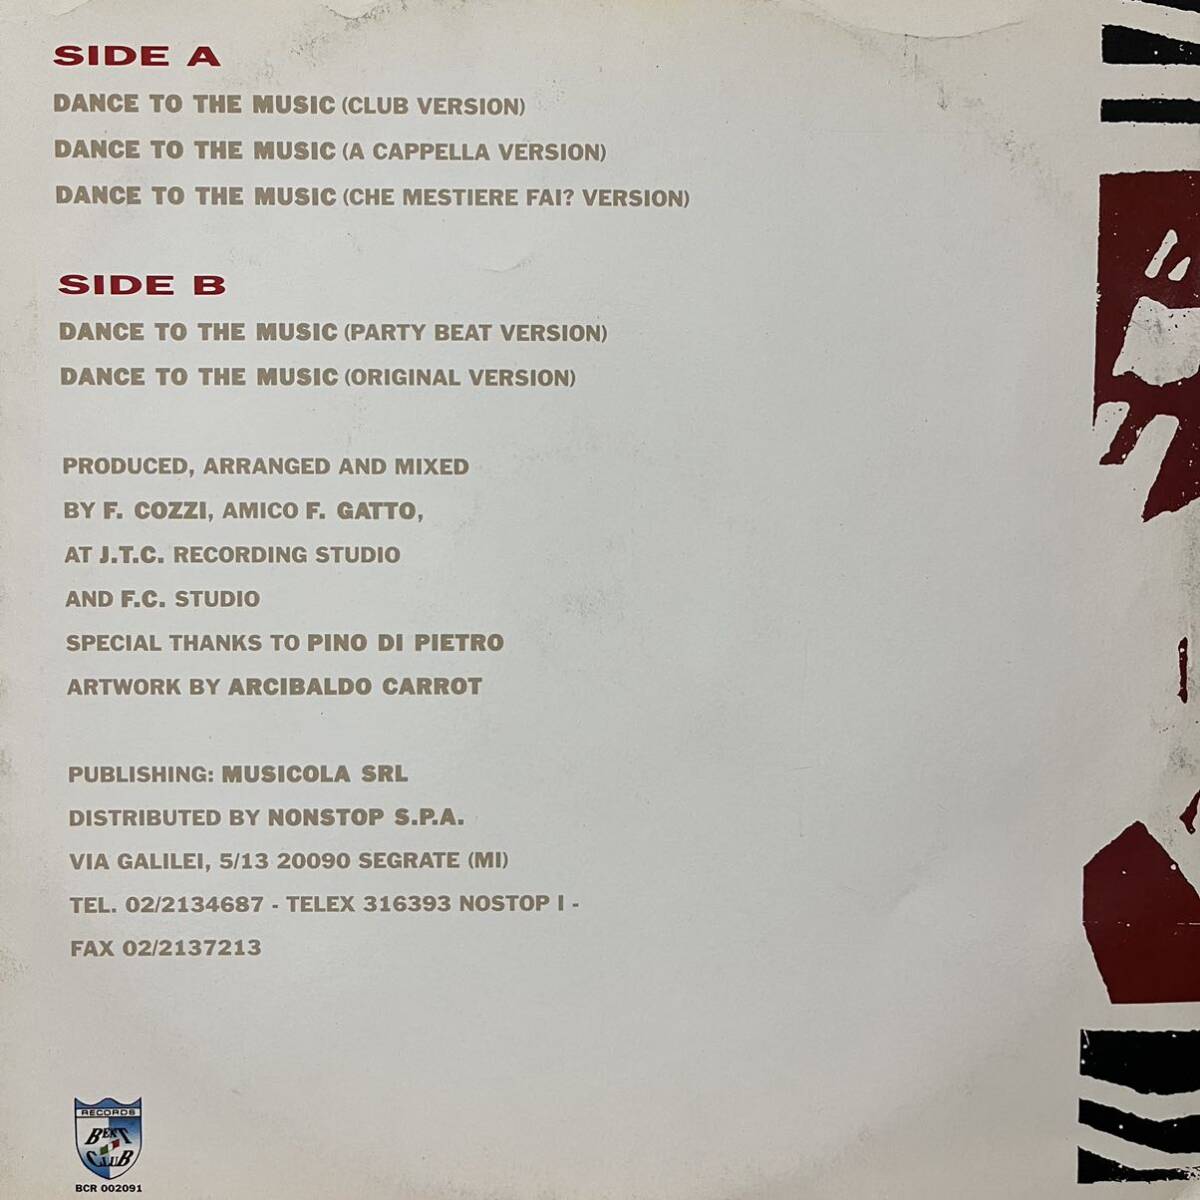 SIDE A
DANCE TO THE MUSIC (CLUB VERSION)
DANCE TO THE MUSIC (A CAPPELLA VERSION)
DANCE TO THE MUSIC (CHE MESTIERE FAI? VERSION)
SIDE B
DANCE TO THE MUSIC (PARTY BEAT VERSION)
DANCE TO THE MUSIC (ORIGINAL VERSION)
PRODUCED, ARRANGED AND MIXED
BY F. COZZI, AMICO F. GATTO,
AT J.T.C. RECORDING STUDIO
AND F.C. STUDIO
SPECIAL THANKS TO PINO DI PIETRO
ARTWORK BY ARCIBALDO CARROT
PUBLISHING: MUSICOLA SRL
DISTRIBUTED BY NONSTOP S.P.A.
VIA GALILEI, 5/13 20090 SEGRATE (MI)
TEL. 02/2134687 - TELEX 316393 NOSTOP I -
FAX 02/2137213
RECORDS
BEAT
CLUB
BCR 002091